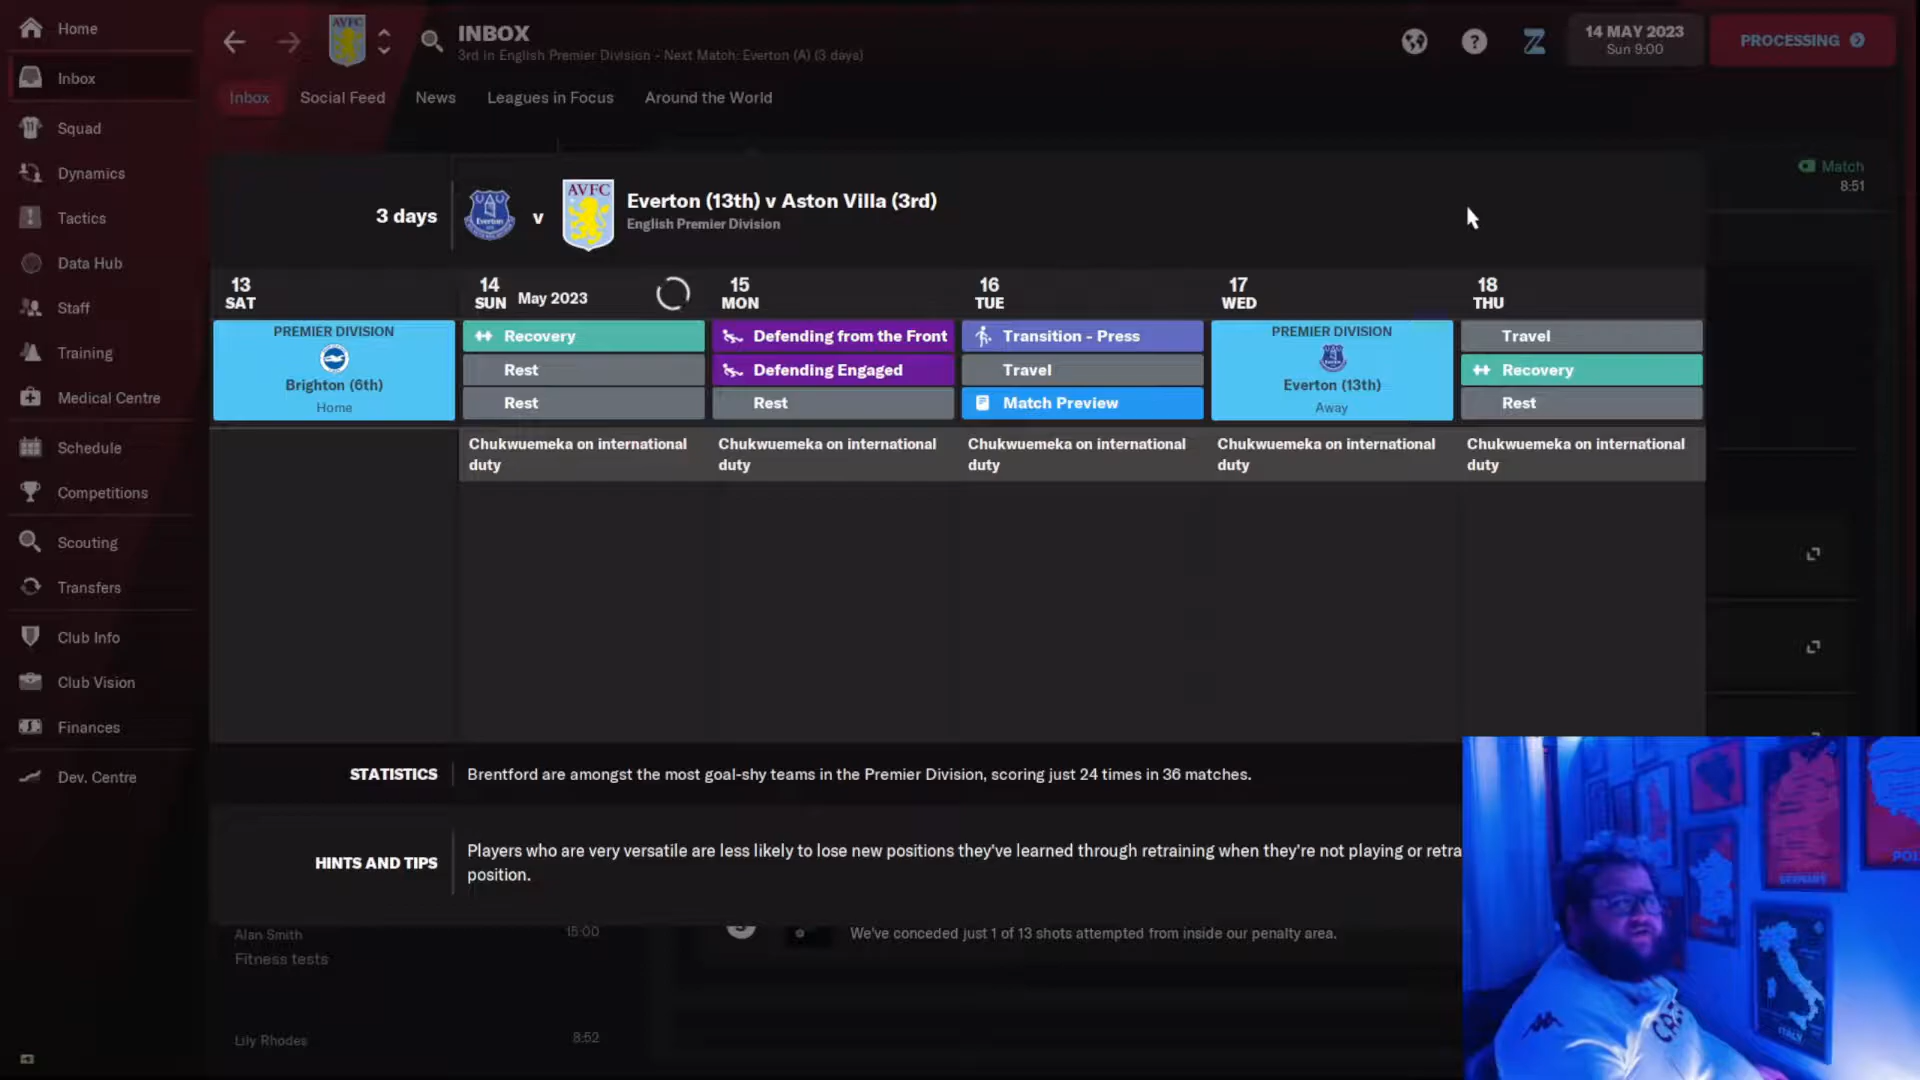 Home
Inbox
Squad
Dynamics
Tactics
Data Hub
Staff
Training
Medical Centre
Schedule
Competitions
Scouting
Transfers
Club Info
Club Vision
Finances
Dev. Centre
AVFC
INBOX
3rd in English Premier Division - Next Match: Everton (A) (3 days)
14 MAY 2023
Sun 9:00
PROCESSING
Inbox Social Feed News Leagues in Focus Around the World
Match
8:51
3 days
Everton
v
AVFC
Everton (13th) v Aston Villa (3rd)
English Premier Division
13
SAT
14
SUN May 2023
15
MON
16
TUE
17
WED
18
THU
PREMIER DIVISION
Brighton (6th)
Home
Recovery
Rest
Rest
Defending from the Front
Defending Engaged
Rest
Transition - Press
Travel
Match Preview
PREMIER DIVISION
Everton (13th)
Away
Travel
Recovery
Rest
Chukwuemeka on international
duty
Chukwuemeka on international
duty
Chukwuemeka on international
duty
Chukwuemeka on international
duty
Chukwuemeka on international
duty
STATISTICS
Brentford are amongst the most goal-shy teams in the Premier Division, scoring just 24 times in 36 matches.
HINTS AND TIPS
Players who are very versatile are less likely to lose new positions they've learned through retraining when they're not playing or retra
position.
Alan Smith 15:00
Fitness tests
We've conceded just 1 of 13 shots attempted from inside our penalty area.
Lily Rhodes 8:52
ITALY